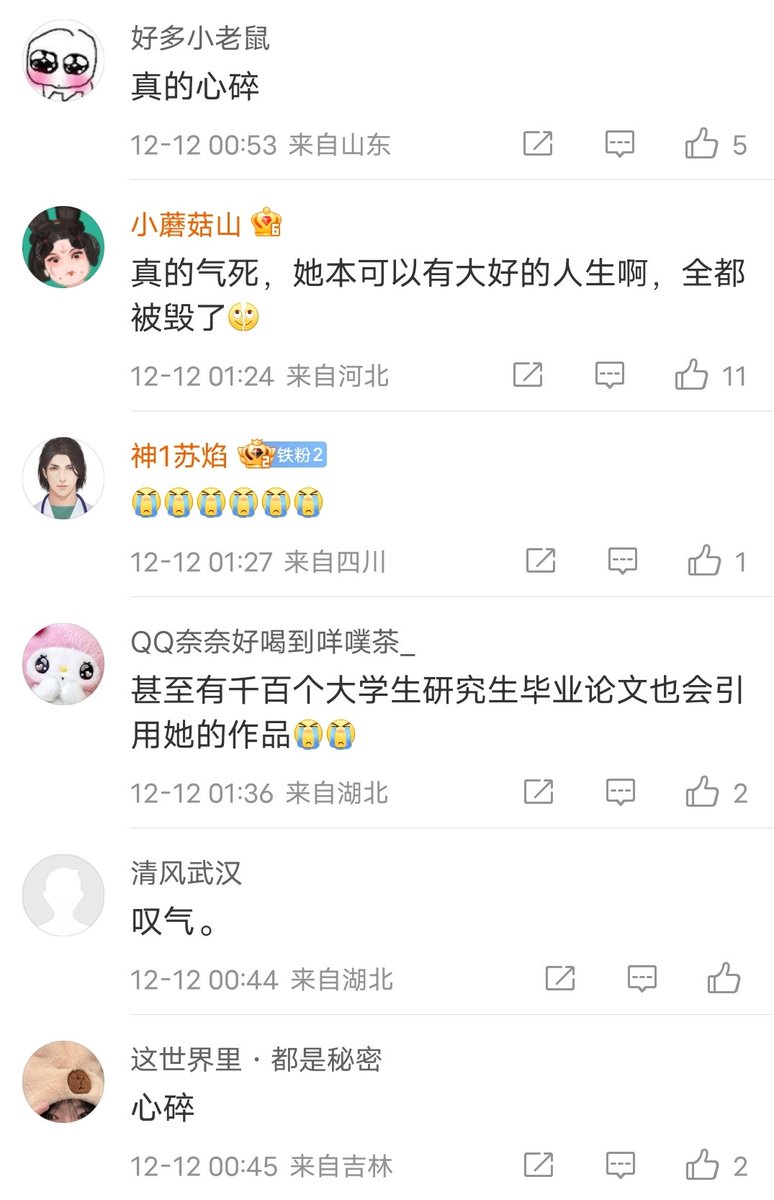 好多小老鼠
真的心碎
12-12 00:53 来自山东
5
小蘑菇山
6
真的气死，她本可以有大好的人生啊，全都
被毁了
12-12 01:24 来自河北
11
神1苏焰 铁粉2
12-12 01:27 来自四川
1
QQ奈奈好喝到咩噗茶_
甚至有千百个大学生研究生毕业论文也会引
用她的作品
12-12 01:36 来自湖北
2
清风武汉
叹气。
12-12 00:44 来自湖北
这世界里·都是秘密
心碎
12-12 00:45 来自吉林
2